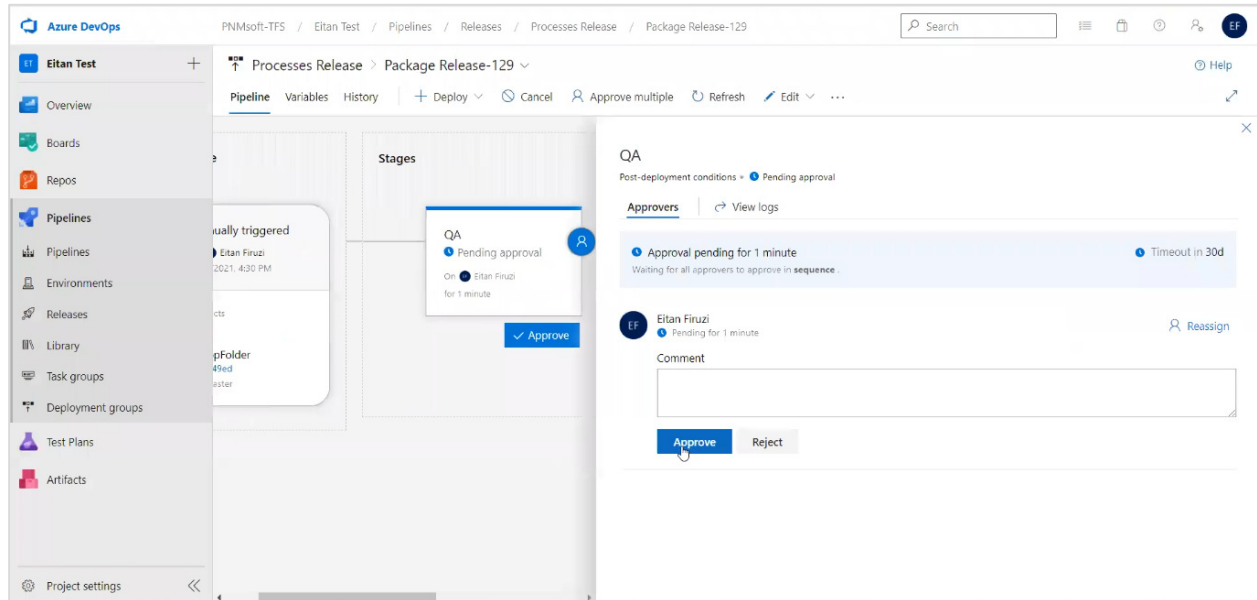 Azure DevOps
PNMsoft-TFS / Eitan Test / Pipelines / Releases / Processes Release / Package Release-129
Search
EF
ET Eitan Test
Processes Release > Package Release-129
Help
Pipeline Variables History Deploy Cancel Approve multiple Refresh Edit ...
Overview
Boards
Repos
Pipelines
Pipelines
Environments
Releases
Library
Task groups
Deployment groups
Test Plans
Artifacts
Project settings
e
Stages
ually triggered
Eitan Firuzi
2021, 4:30 PM
cts
pFolder
49ed
aster
QA
Pending approval
On Eitan Firuzi
for 1 minute
Approve
QA
Post-deployment conditions • Pending approval
Approvers View logs
Approval pending for 1 minute
Timeout in 30d
Waiting for all approvers to approve in sequence .
EF Eitan Firuzi
Pending for 1 minute
Reassign
Comment
Approve Reject